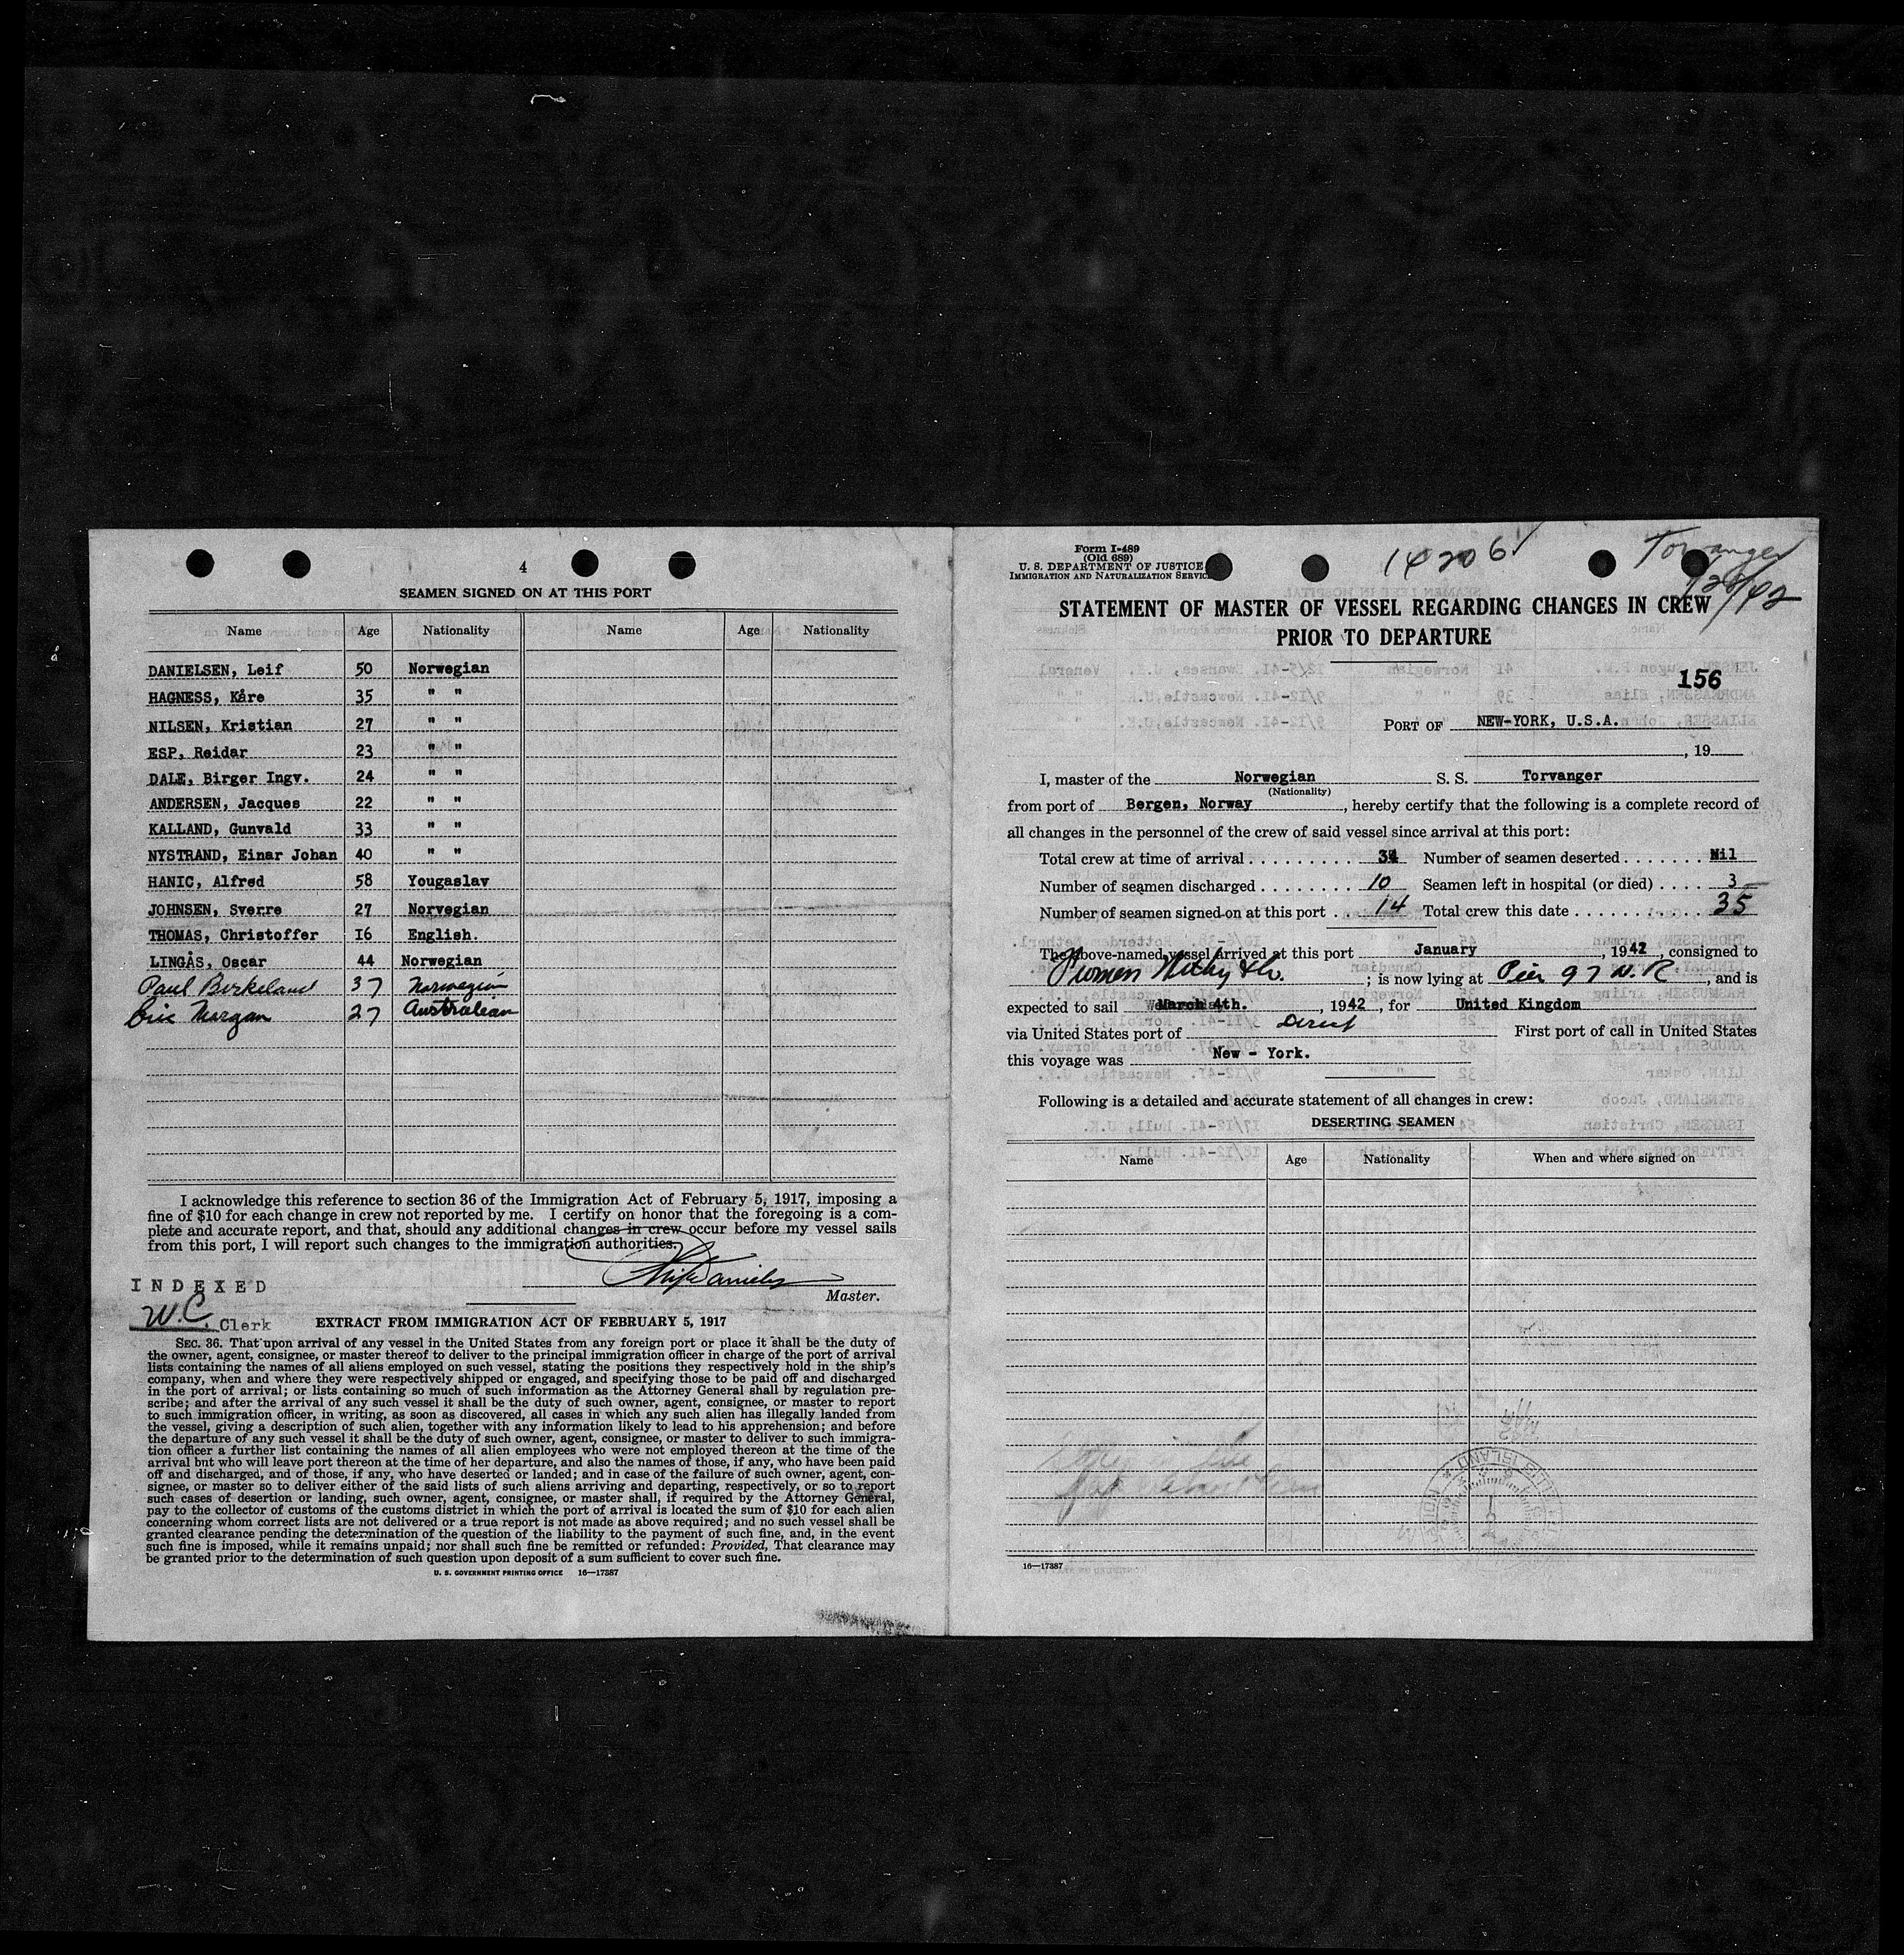 4
SEAMEN SIGNED ON AT THIS PORT
Name Age Nationality Name Age Nationality
DANIELSEN, Leif 50 Norwegian
HAGNESS, Kåre 35 " "
NILSEN, Kristian 27 " "
ESP, Reidar 23 " "
DALE, Birger Ingv. 24 " "
ANDERSEN, Jacques 22 " "
KALLAND, Gunvald 33 " "
NYSTRAND, Einar Johan 40 " "
HANIC, Alfred 58 Yougaslav
JOHNSEN, Sverre 27 Norvegian
THOMAS, Christoffer 16 English.
LINGÅS, Oscar 44 Norwegian
Paul Birkeland 37 Norwegian
Eric Morgan 27 Australian
I acknowledge this reference to section 36 of the Immigration Act of February 5, 1917, imposing a
fine of $10 for each change in crew not reported by me. I certify on honor that the foregoing is a com-
plete and accurate report, and that, should any additional changes in crew occur before my vessel sails
from this port, I will report such changes to the immigration authorities.
Master.
INDEXED
W.C. Clerk
EXTRACT FROM IMMIGRATION ACT OF FEBRUARY 5, 1917
SEC. 36. That upon arrival of any vessel in the United States from any foreign port or place it shall be the duty of
the owner, agent, consignee, or master thereof to deliver to the principal immigration officer in charge of the port of arrival
lists containing the names of all aliens employed on such vessel, stating the positions they respectively hold in the ship's
company, when and where they were respectively shipped or engaged, and specifying those to be paid off and discharged
in the port of arrival; or lists containing so much of such information as the Attorney General shall by regulation pre-
scribe; and after the arrival of any such vessel it shall be the duty of such owner, agent, consignee, or master to report
to such immigration officer, in writing, as soon as discovered, all cases in which any such alien has illegally landed from
the vessel, giving a description of such alien, together with any information likely to lead to his apprehension; and before
the departure of any such vessel it shall be the duty of such owner, agent, consignee, or master to deliver to such immigra-
tion officer a further list containing the names of all alien employees who were not employed thereon at the time of the
arrival but who will leave port thereon at the time of her departure, and also the names of those, if any, who have been paid
off and discharged, and of those, if any, who have deserted or landed; and in case of the failure of such owner, agent, con-
signee, or master so to deliver either of the said lists of such aliens arriving and departing, respectively, or so to report
such cases of desertion or landing, such owner, agent, consignee, or master shall, if required by the Attorney General,
pay to the collector of customs of the customs district in which the port of arrival is located the sum of $10 for each alien
concerning whom correct lists are not delivered or a true report is not made as above required; and no such vessel shall be
granted clearance pending the determination of the question of the liability to the payment of such fine, and, in the event
such fine is imposed, while it remains unpaid; nor shall such fine be remitted or refunded: Provided, That clearance may
be granted prior to the determination of such question upon deposit of a sum sufficient to cover such fine.
U. S. GOVERNMENT PRINTING OFFICE 16—17387
Form I-489
(Old 689)
U. S. DEPARTMENT OF JUSTICE
IMMIGRATION AND NATURALIZATION SERVICE
14206
Torvanger
STATEMENT OF MASTER OF VESSEL REGARDING CHANGES IN CREW
PRIOR TO DEPARTURE
156
PORT OF NEW-YORK, U.S.A.
, 19
I, master of the Norwegian S. S. Torvanger
(Nationality)
from port of Bergen, Norway , hereby certify that the following is a complete record of
all changes in the personnel of the crew of said vessel since arrival at this port:
Total crew at time of arrival . . . . . . . . . . 34 Number of seamen deserted . . . . . . . Nil
Number of seamen discharged . . . . . . . . . 10 Seamen left in hospital (or died) . . . . 3
Number of seamen signed on at this port . . 14 Total crew this date . . . . . . . . . . . . 35
The above-named vessel arrived at this port January , 1942 , consigned to
; is now lying at Pier 97 N. R , and is
expected to sail March 4th. , 1942 , for United Kingdom
via United States port of Direct First port of call in United States
this voyage was New - York.
Following is a detailed and accurate statement of all changes in crew:
DESERTING SEAMEN
Name Age Nationality When and where signed on
16—17387